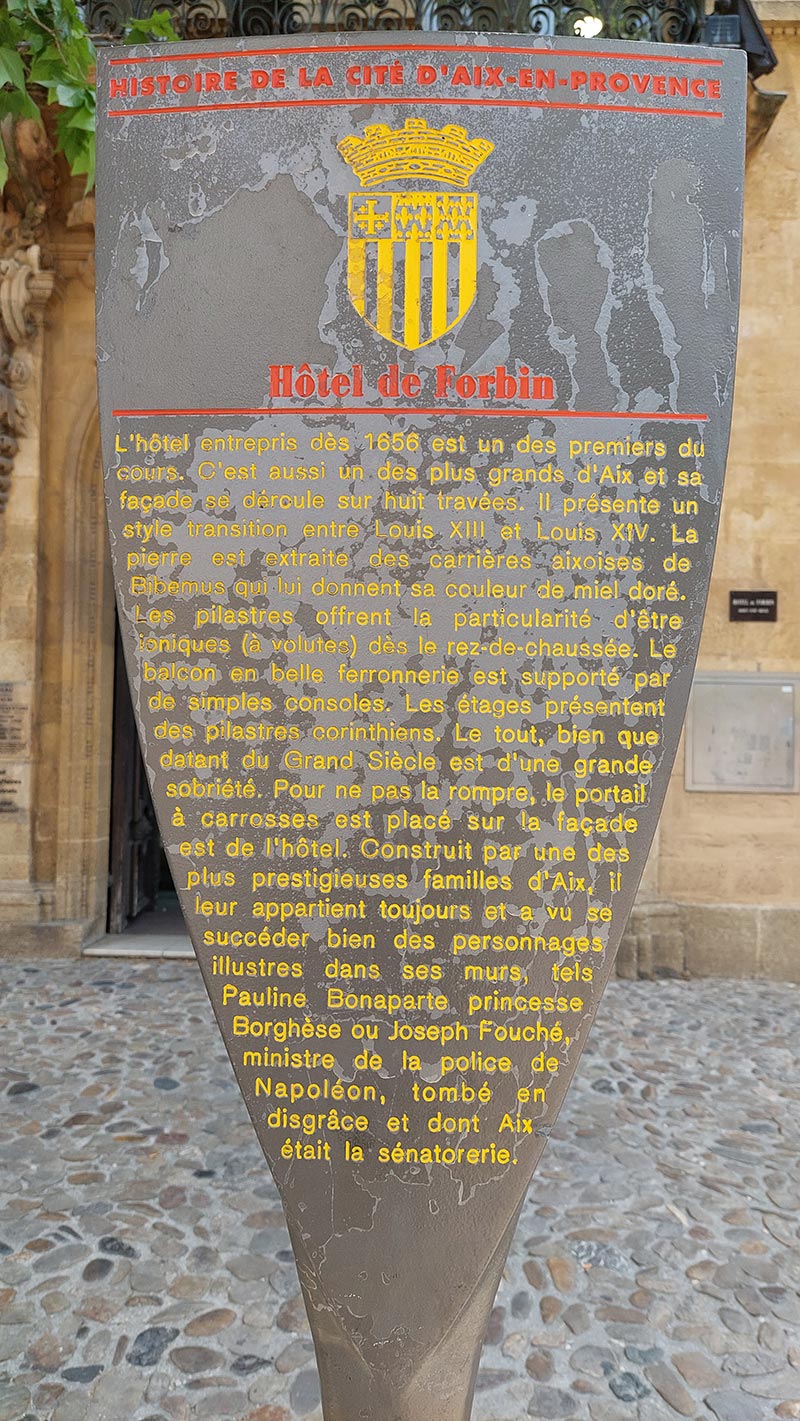 HISTOIRE DE LA CITÉ D'AIX-EN-PROVENCE
Hôtel de Forbin
L'hôtel entrepris dès 1656 est un des premiers du
cours. C'est aussi un des plus grands d'Aix et sa
façade se déroule sur huit travées. Il présente un
style transition entre Louis XIII et Louis XIV. La
pierre est extraite des carrières aixoises de
Bibemus qui lui donnent sa couleur de miel doré.
Les pilastres offrent la particularité d'être
ioniques (à volutes) dès le rez-de-chaussée. Le
balcon en belle ferronnerie est supporté par
de simples consoles. Les étages présentent
des pilastres corinthiens. Le tout, bien que
datant du Grand Siècle est d'une grande
sobriété. Pour ne pas la rompre, le portail
à carrosses est placé sur la façade
est de l'hôtel. Construit par une des
plus prestigieuses familles d'Aix, il
leur appartient toujours et a vu se
succéder bien des personnages
illustres dans ses murs, tels
Pauline Bonaparte princesse
Borghèse ou Joseph Fouché,
ministre de la police de
Napoléon, tombé en
disgrâce et dont Aix
était la sénatorerie.
HOTEL de FORBIN